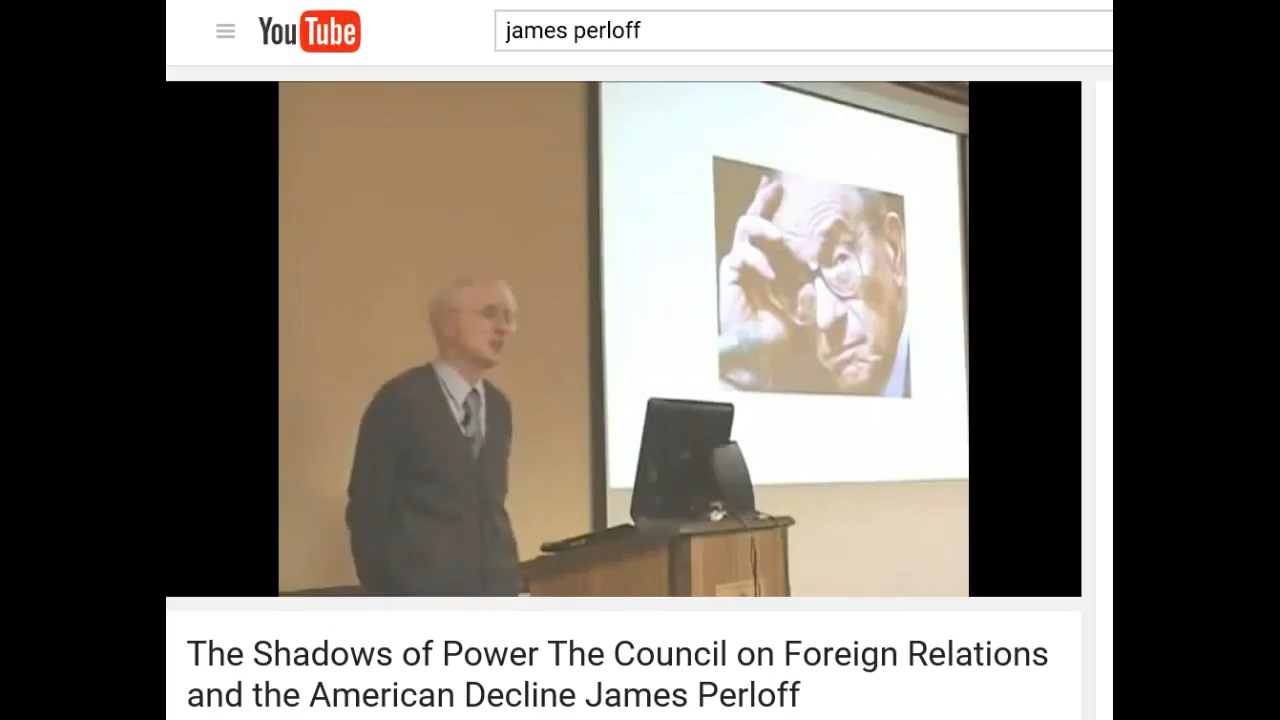 YouTube
james perloff
The Shadows of Power The Council on Foreign Relations
and the American Decline James Perloff